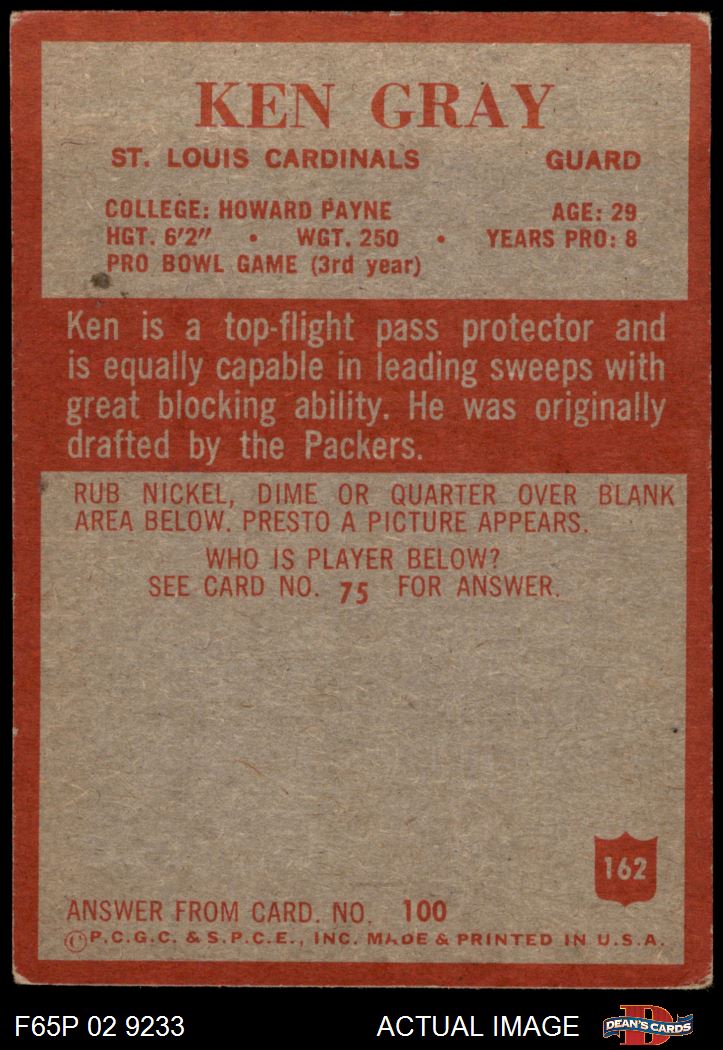 KEN GRAY
ST. LOUIS CARDINALS GUARD
COLLEGE: HOWARD PAYNE AGE: 29
HGT. 6'2" • WGT. 250 • YEARS PRO: 8
PRO BOWL GAME (3rd year)
Ken is a top-flight pass protector and
is equally capable in leading sweeps with
great blocking ability. He was originally
drafted by the Packers.
RUB NICKEL, DIME OR QUARTER OVER BLANK
AREA BELOW. PRESTO A PICTURE APPEARS.
WHO IS PLAYER BELOW?
SEE CARD NO. 75 FOR ANSWER.
162
ANSWER FROM CARD. NO. 100
©P.C.G.C. & S.P.C.E., INC. MADE & PRINTED IN U.S.A.
F65P 02 9233 ACTUAL IMAGE D DEAN'S CARDS